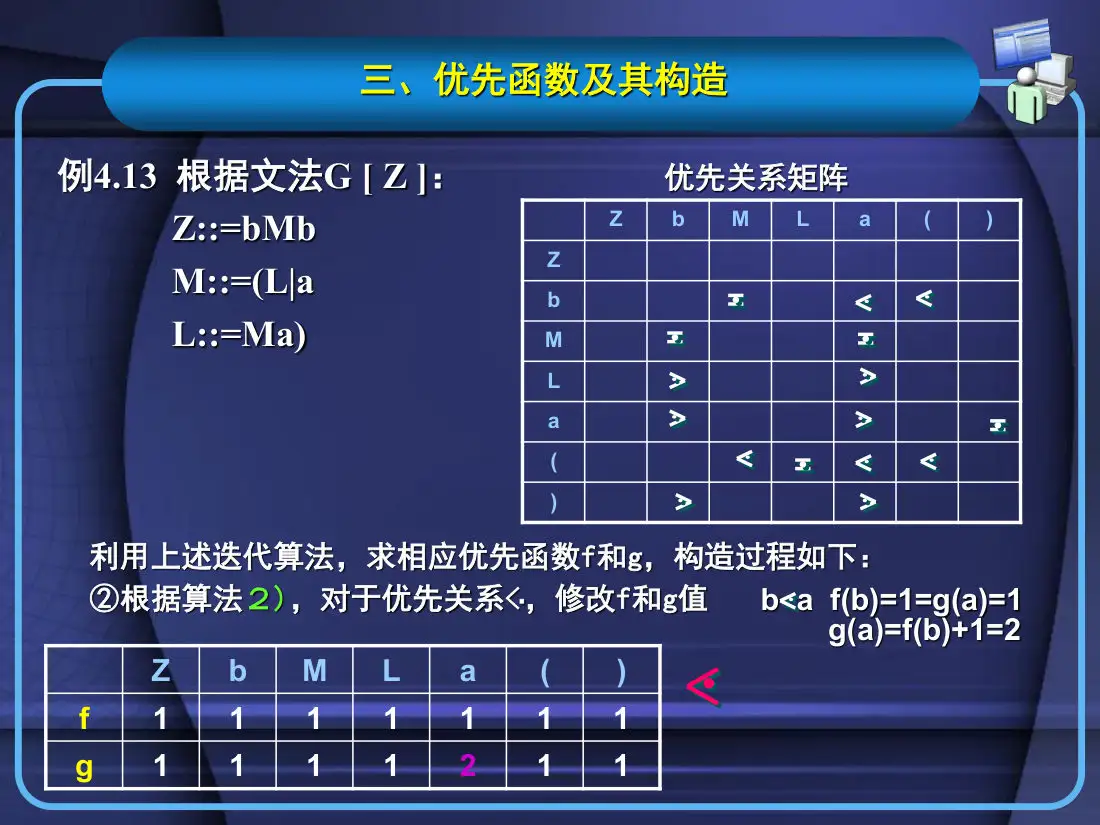 三、优先函数及其构造
例4.13 根据文法G [ Z ]：
Z::=bMb
M::=(L|a
L::=Ma)
优先关系矩阵
Z b M L a ( )
Z
b ≖ ⋖ ⋖
M ≖ ≖
L ⋗ ⋗
a ⋗ ⋗ ≖
( ⋖ ≖ ⋖ ⋖
) ⋗ ⋗
利用上述迭代算法，求相应优先函数f和g，构造过程如下：
②根据算法２），对于优先关系⋖，修改f和g值 b⋖a f(b)=1=g(a)=1
g(a)=f(b)+1=2
Z b M L a ( )
f 1 1 1 1 1 1 1
g 1 1 1 1 2 1 1
⋖